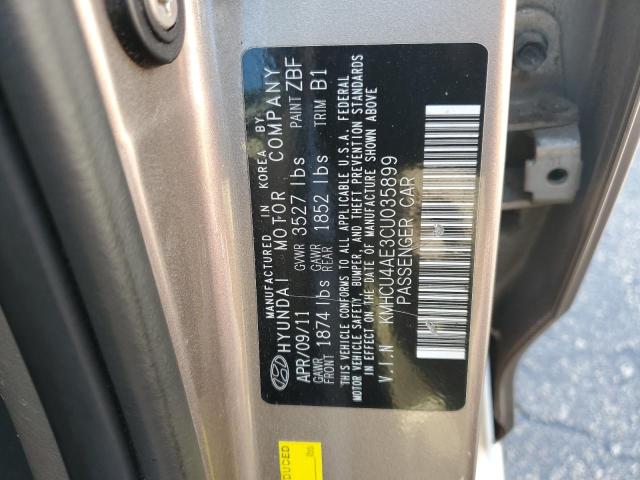 MANUFACTURED IN KOREA BY
HYUNDAI MOTOR COMPANY
APR/09/11 GVWR 3527 lbs PAINT ZBF
GAWR FRONT 1874 lbs GAWR REAR 1852 lbs TRIM B1
THIS VEHICLE CONFORMS TO ALL APPLICABLE U.S.A. FEDERAL
MOTOR VEHICLE SAFETY, BUMPER, AND THEFT PREVENTION STANDARDS
IN EFFECT ON THE DATE OF MANUFACTURE SHOWN ABOVE
V.I.N KMHCU4AE3CU035899
PASSENGER CAR
DUCED
lbs